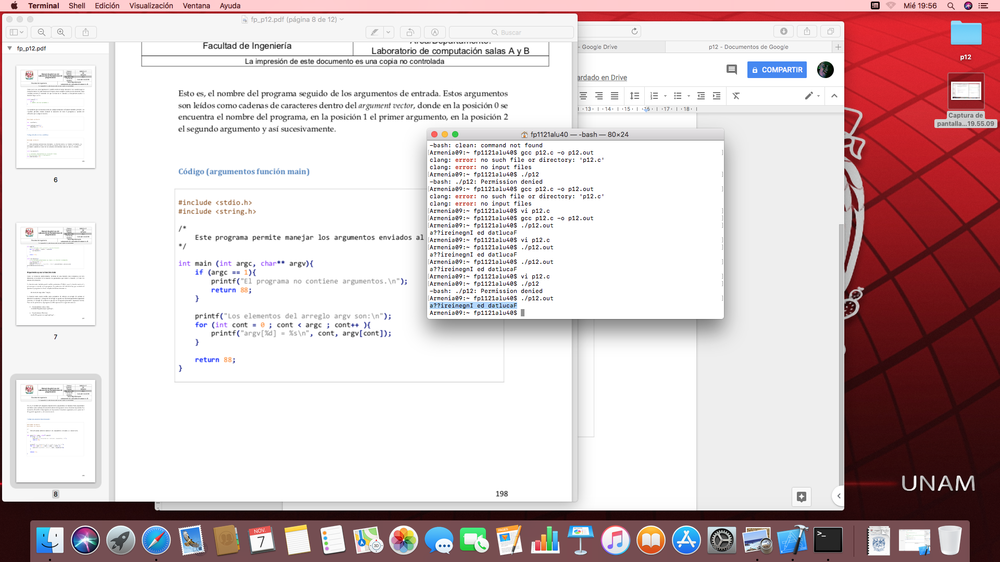 Terminal Shell Edición Visualización Ventana Ayuda
Mié 19:56
fp_p12.pdf (página 8 de 12)
Buscar
fp_p12.pdf
6
7
8
Facultad de Ingeniería
Área/Departamento:
Laboratorio de computación salas A y B
La impresión de este documento es una copia no controlada
Esto es, el nombre del programa seguido de los argumentos de entrada. Estos argumentos
son leídos como cadenas de caracteres dentro del argument vector, donde en la posición 0 se
encuentra el nombre del programa, en la posición 1 el primer argumento, en la posición 2
el segundo argumento y así sucesivamente.
Código (argumentos función main)
#include <stdio.h>
#include <string.h>
/*
Este programa permite manejar los argumentos enviados al
*/
int main (int argc, char** argv){
if (argc == 1){
printf("El programa no contiene argumentos.\n");
return 88;
}
printf("Los elementos del arreglo argv son:\n");
for (int cont = 0 ; cont < argc ; cont++ ){
printf("argv[%d] = %s\n", cont, argv[cont]);
}
return 88;
}
198
- Google Drive
p12 - Documentos de Google
ardado en Drive
COMPARTIR
13 14 15 16 17 18
fp1121alu40 — -bash — 80×24
-bash: clean: command not found
[Armenia09:~ fp1121alu40$ gcc p12.c -o p12.out ]
clang: error: no such file or directory: 'p12.c'
clang: error: no input files
[Armenia09:~ fp1121alu40$ ./p12 ]
-bash: ./p12: Permission denied
[Armenia09:~ fp1121alu40$ gcc p12.c -o p12.out ]
clang: error: no such file or directory: 'p12.c'
clang: error: no input files
[Armenia09:~ fp1121alu40$ vi p12.c ]
[Armenia09:~ fp1121alu40$ gcc p12.c -o p12.out ]
[Armenia09:~ fp1121alu40$ ./p12.out ]
a??ireinegnI ed datlucaF
[Armenia09:~ fp1121alu40$ vi p12.c ]
[Armenia09:~ fp1121alu40$ ./p12.out ]
a??ireinegnI ed datlucaF
[Armenia09:~ fp1121alu40$ ./p12.out ]
a??ireinegnI ed datlucaF
[Armenia09:~ fp1121alu40$ vi p12.c ]
[Armenia09:~ fp1121alu40$ ./p12 ]
-bash: ./p12: Permission denied
[Armenia09:~ fp1121alu40$ ./p12.out ]
a??ireinegnI ed datlucaF
Armenia09:~ fp1121alu40$
p12
Captura de
pantalla...19.55.09
UNAM
NOV.
7
PAGES
3D
>_